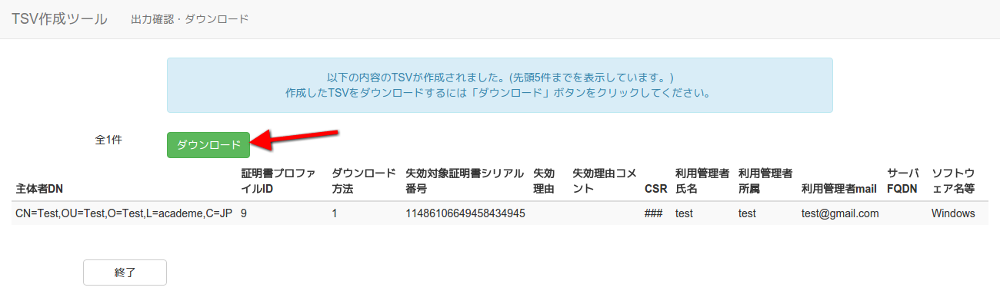 TSV作成ツール 出力確認・ダウンロード
以下の内容のTSVが作成されました。(先頭5件までを表示しています。)
作成したTSVをダウンロードするには「ダウンロード」ボタンをクリックしてください。
全1件 ダウンロード
主体者DN 証明書プロファイルID ダウンロード方法 失効対象証明書シリアル番号 失効理由 失効理由コメント CSR 利用管理者氏名 利用管理者所属 利用管理者mail サーバFQDN ソフトウェア名等
CN=Test,OU=Test,O=Test,L=academe,C=JP 9 1 11486106649458434945 ### test test test@gmail.com Windows
終了